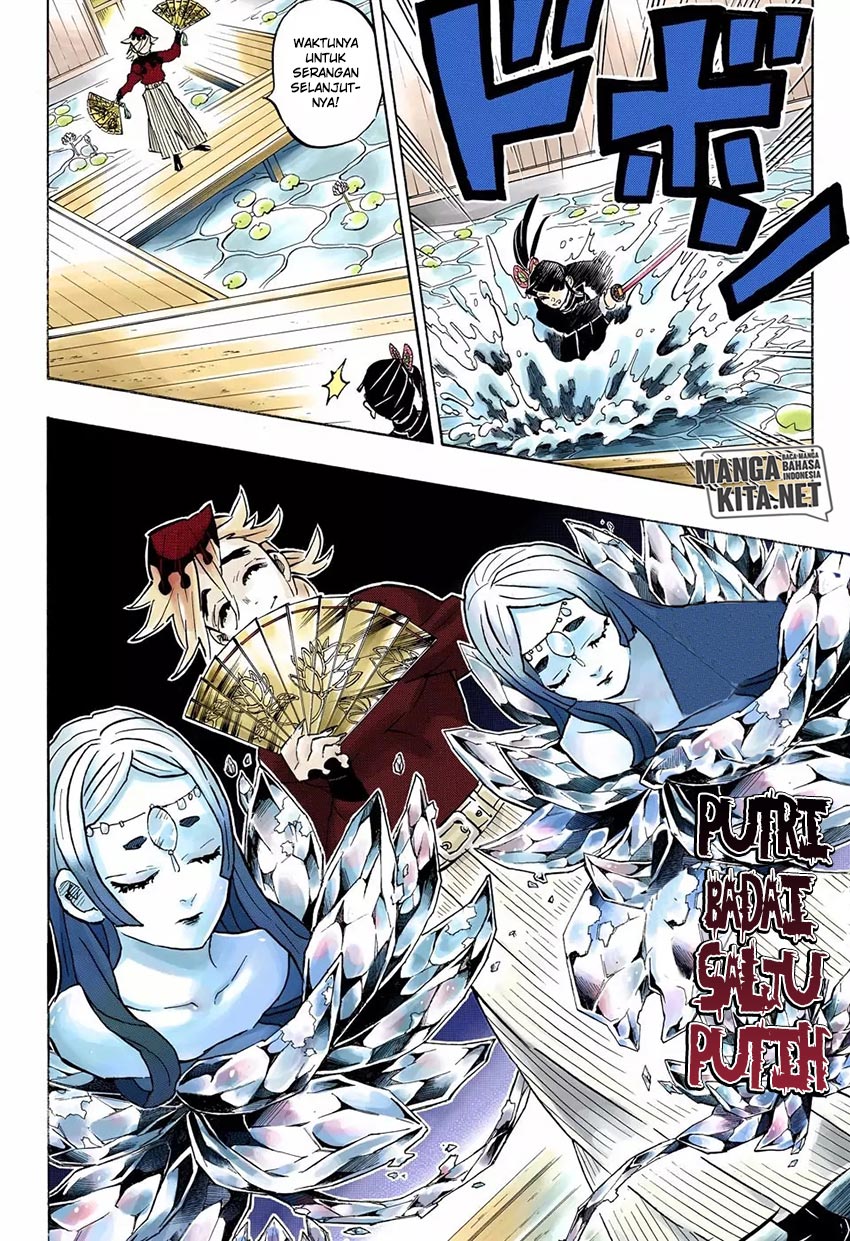 ドボン
WAKTUNYA
UNTUK
SERANGAN
SELANJUT-
NYA!
MANGA
KITA.NET
BACA MANGA
BAHASA
INDONESIA
PUTRI
BADAI
SALJU
PUTIH